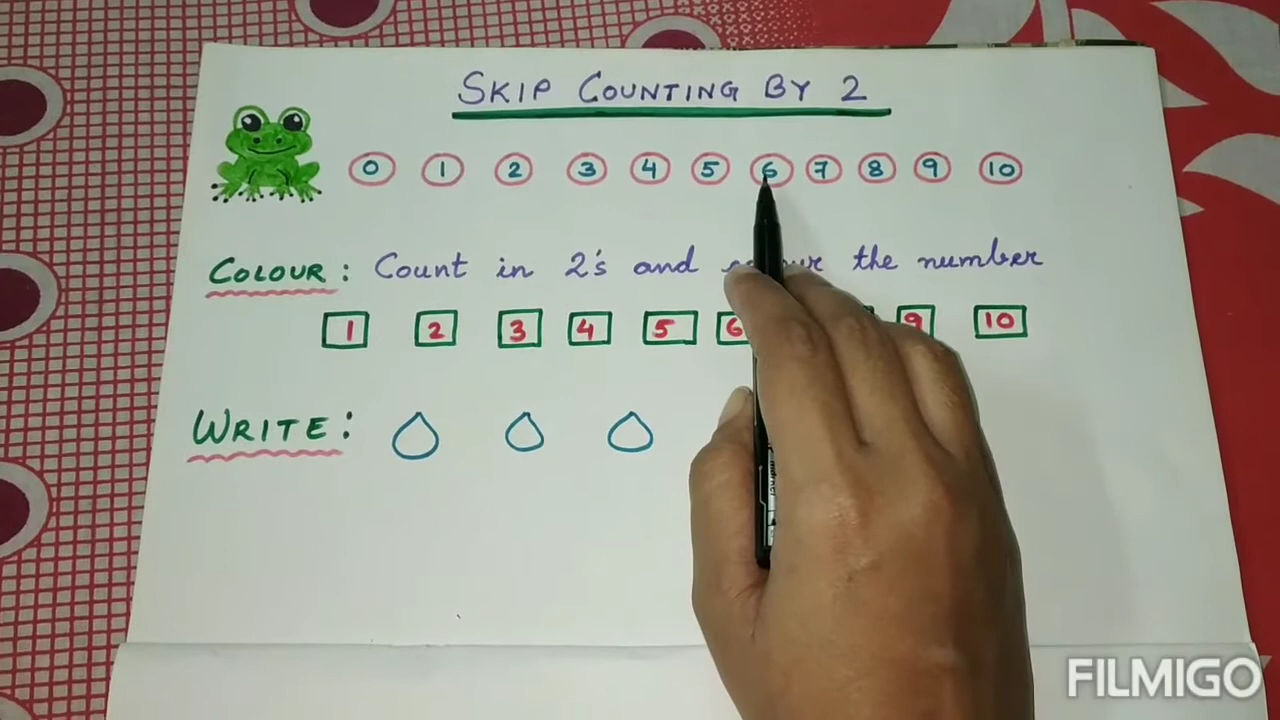 SKIP COUNTING BY 2
0 1 2 3 4 5 6 7 8 9 10
COLOUR: Count in 2's and the number
1 2 3 4 5 6 9 10
WRITE:
FILMIGO